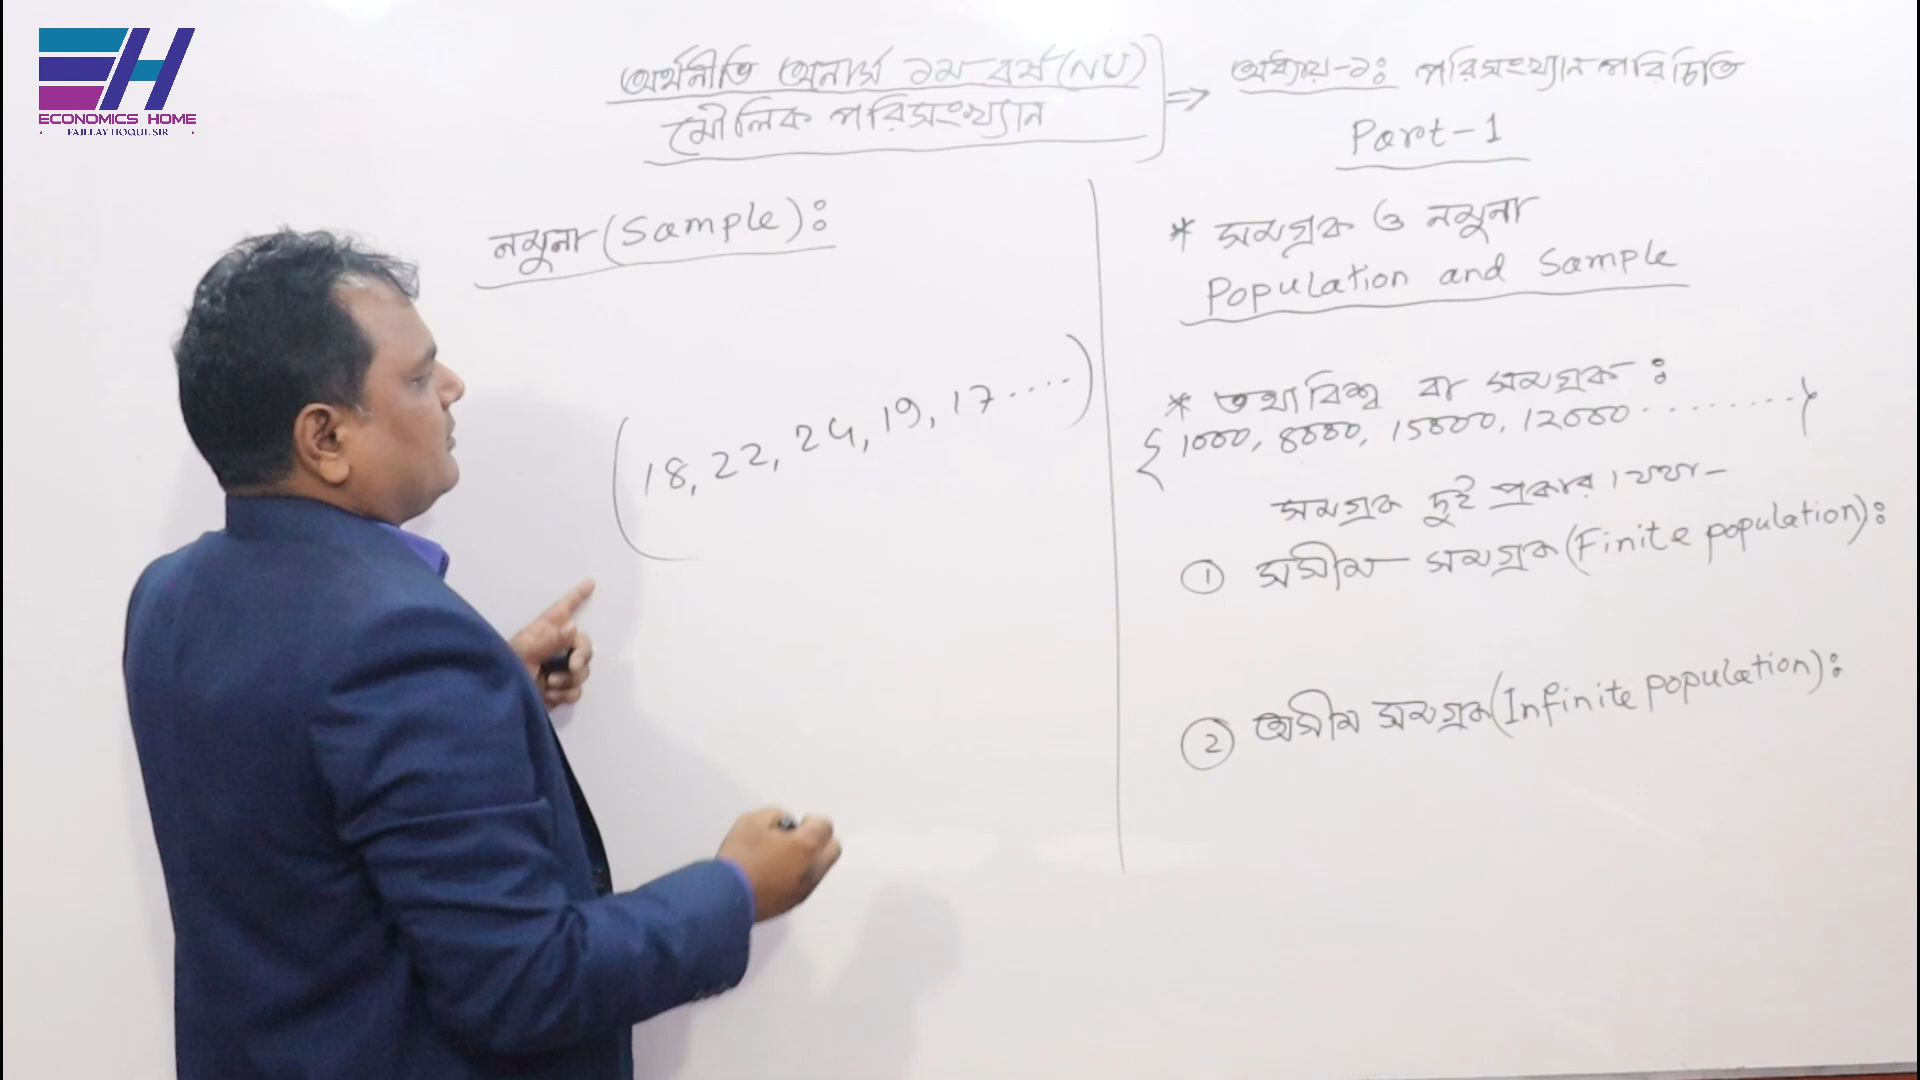 ECONOMICS HOME
FAJLLAY HOQUE SIR
অর্থনীতি অনার্স ১ম বর্ষ (NU)
মৌলিক পরিসংখ্যান
⇒ অধ্যায়-১ঃ পরিসংখ্যান পরিচিতি
Part-1
নমুনা (Sample):
(18, 22, 24, 19, 17....)
* সমগ্রক ও নমুনা
Population and Sample
* তথ্যবিশ্ব বা সমগ্রক:
{1000, 8000, 15000, 12000.........}
সমগ্রক দুই প্রকার। যথা-
① সসীম সমগ্রক (Finite population):
② অসীম সমগ্রক (Infinite population):